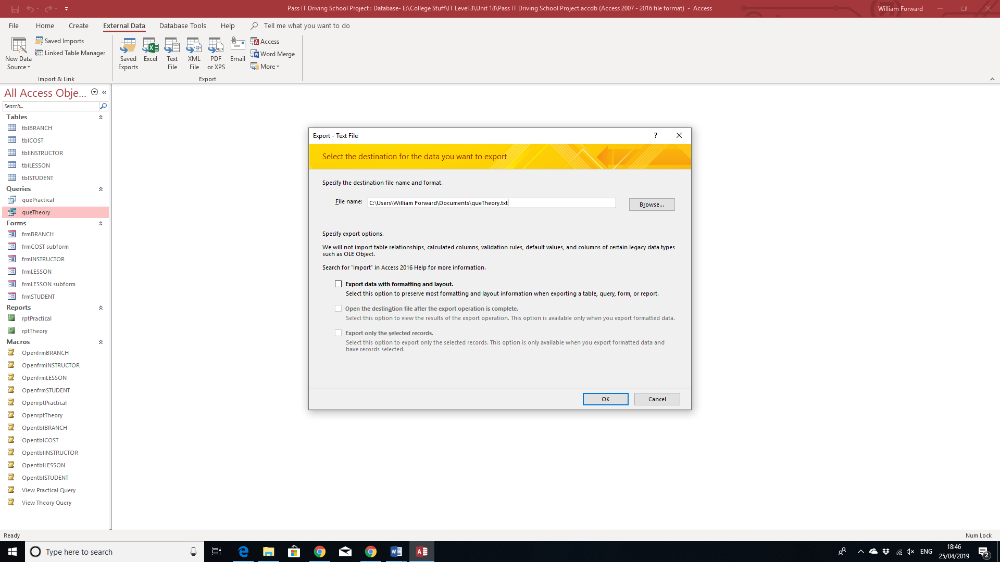 Pass IT Driving School Project : Database- E:\College Stuff\IT Level 3\Unit 18\Pass IT Driving School Project.accdb (Access 2007 - 2016 file format) - Access
William Forward
File Home Create External Data Database Tools Help Tell me what you want to do
New Data Source
Saved Imports
Linked Table Manager
Import & Link
Saved Exports
Excel
Text File
XML File
PDF or XPS
Email
Access
Word Merge
More
Export
All Access Obje...
Search...
Tables
tblBRANCH
tblCOST
tblINSTRUCTOR
tblLESSON
tblSTUDENT
Queries
quePractical
queTheory
Forms
frmBRANCH
frmCOST subform
frmINSTRUCTOR
frmLESSON
frmLESSON subform
frmSTUDENT
Reports
rptPractical
rptTheory
Macros
OpenfrmBRANCH
OpenfrmINSTRUCTOR
OpenfrmLESSON
OpenfrmSTUDENT
OpenrptPractical
OpenrptTheory
OpentblBRANCH
OpentblCOST
OpentblINSTRUCTOR
OpentblLESSON
OpentblSTUDENT
View Practical Query
View Theory Query
Export - Text File
?
Select the destination for the data you want to export
Specify the destination file name and format.
File name: C:\Users\William Forward\Documents\queTheory.txt Browse...
Specify export options.
We will not import table relationships, calculated columns, validation rules, default values, and columns of certain legacy data types
such as OLE Object.
Search for "Import" in Access 2016 Help for more information.
Export data with formatting and layout.
Select this option to preserve most formatting and layout information when exporting a table, query, form, or report.
Open the destination file after the export operation is complete.
Select this option to view the results of the export operation. This option is available only when you export formatted data.
Export only the selected records.
Select this option to export only the selected records. This option is only available when you export formatted data and
have records selected.
OK Cancel
Ready
Num Lock
Type here to search
ENG
18:46
25/04/2019
2